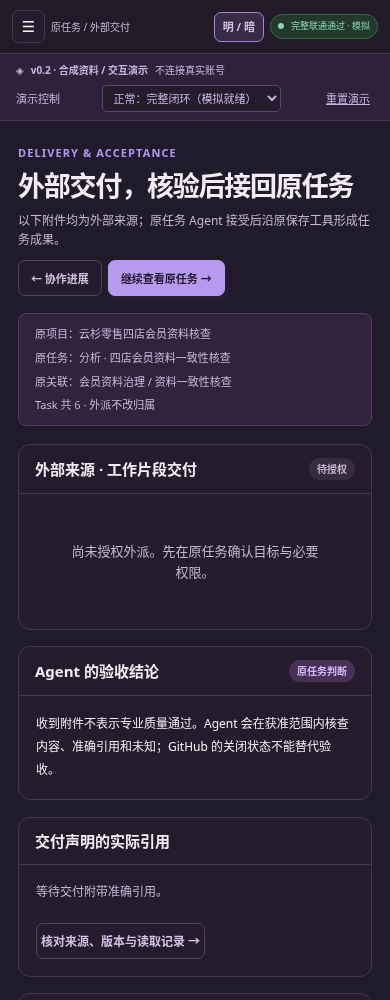 ☰ 原任务 / 外部交付 明 / 暗 完整联通通过 · 模拟
◈ v0.2 · 合成资料 / 交互演示 不连接真实账号
演示控制 正常：完整闭环（模拟就绪） 重置演示
DELIVERY & ACCEPTANCE
外部交付，核验后接回原任务
以下附件均为外部来源；原任务 Agent 接受后沿原保存工具形成任
务成果。
← 协作进展 继续查看原任务 →
原项目：云杉零售四店会员资料核查
原任务：分析 · 四店会员资料一致性核查
原关联：会员资料治理 / 资料一致性核查
Task 共 6 · 外派不改归属
外部来源 · 工作片段交付 待授权
尚未授权外派。先在原任务确认目标与必要
权限。
Agent 的验收结论 原任务判断
收到附件不表示专业质量通过。Agent 会在获准范围内核查
内容、准确引用和未知；GitHub 的关闭状态不能替代验
收。
交付声明的实际引用
等待交付附带准确引用。
核对来源、版本与读取记录 →